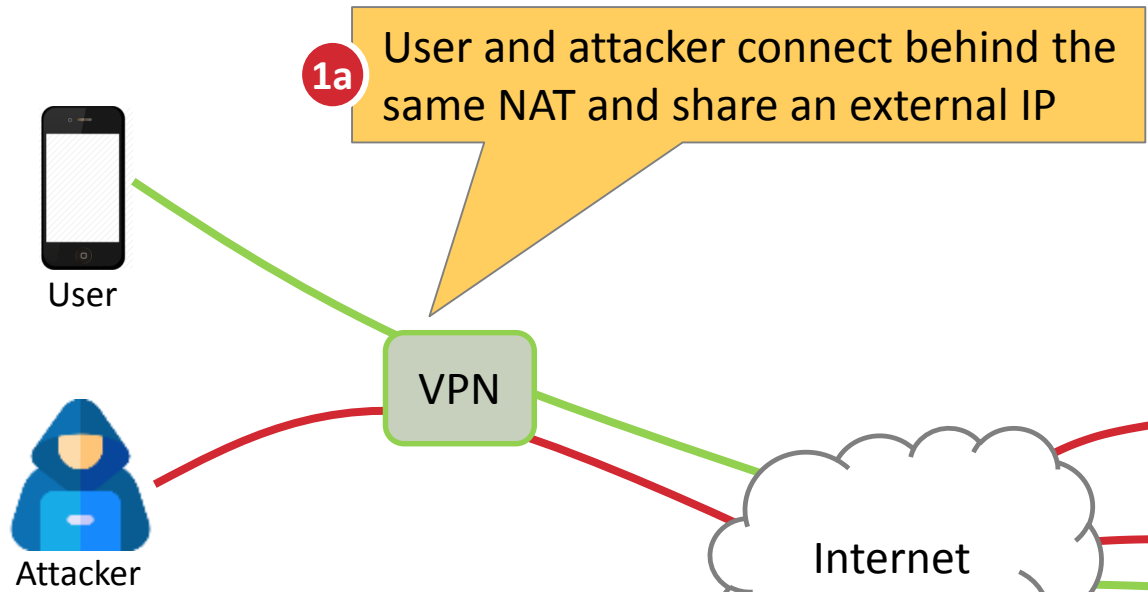 1a
User and attacker connect behind the
same NAT and share an external IP
User
VPN
Attacker
Internet